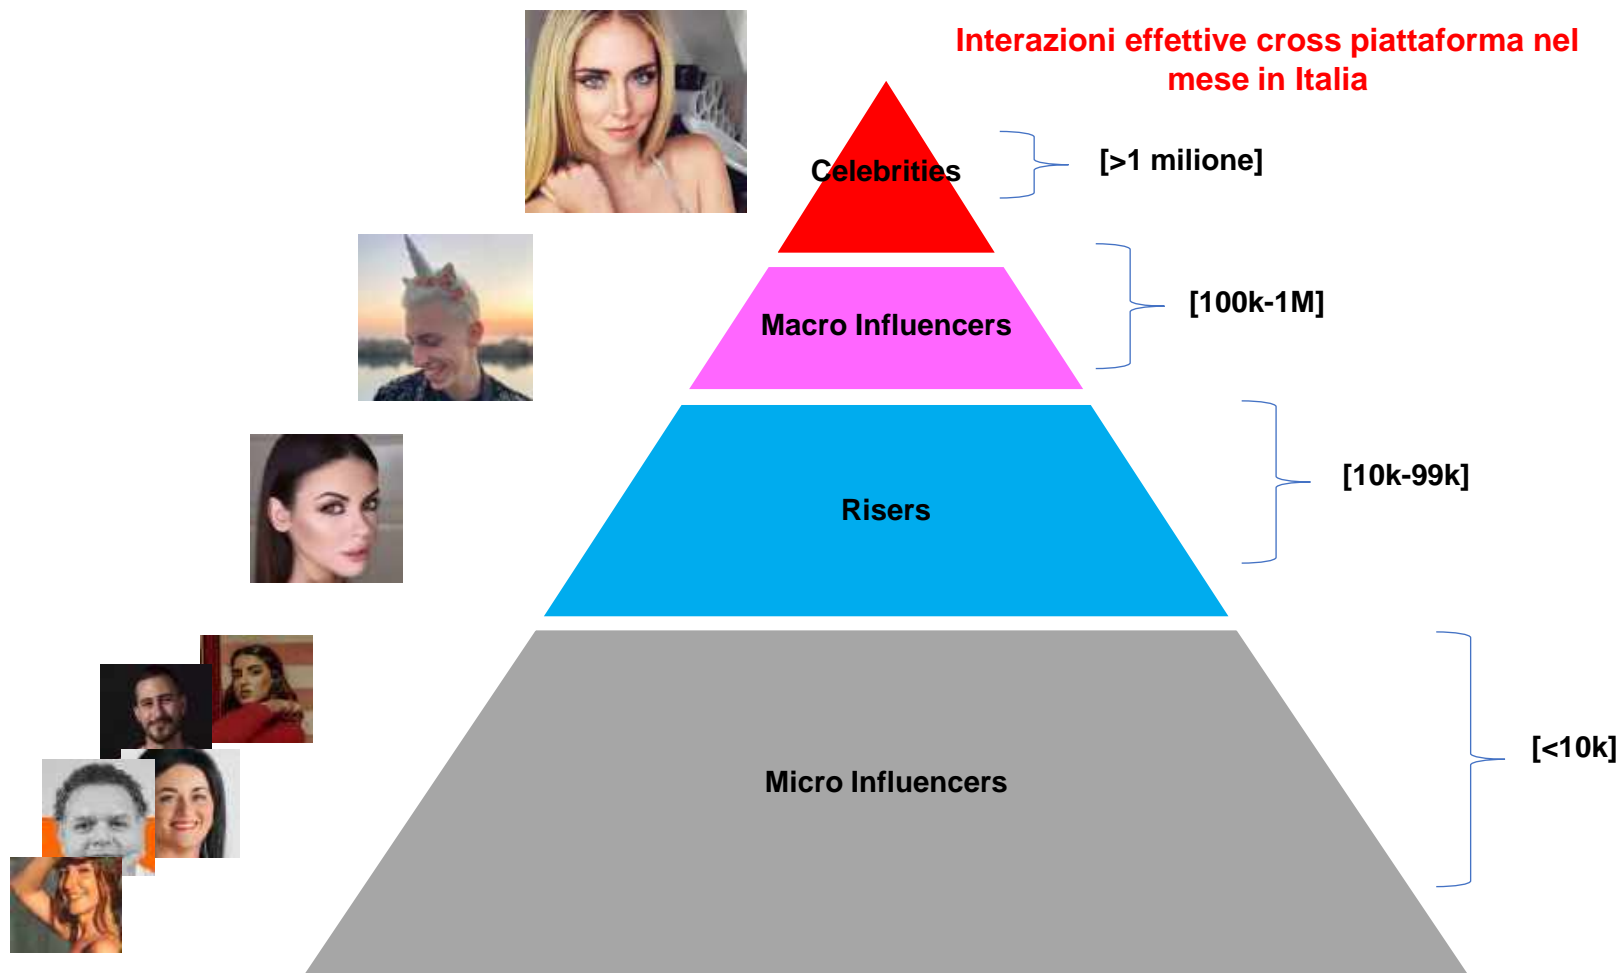 Interazioni effettive cross piattaforma nel
mese in Italia
Celebrities
[>1 milione]
Macro Influencers
[100k-1M]
Risers
[10k-99k]
Micro Influencers
[<10k]